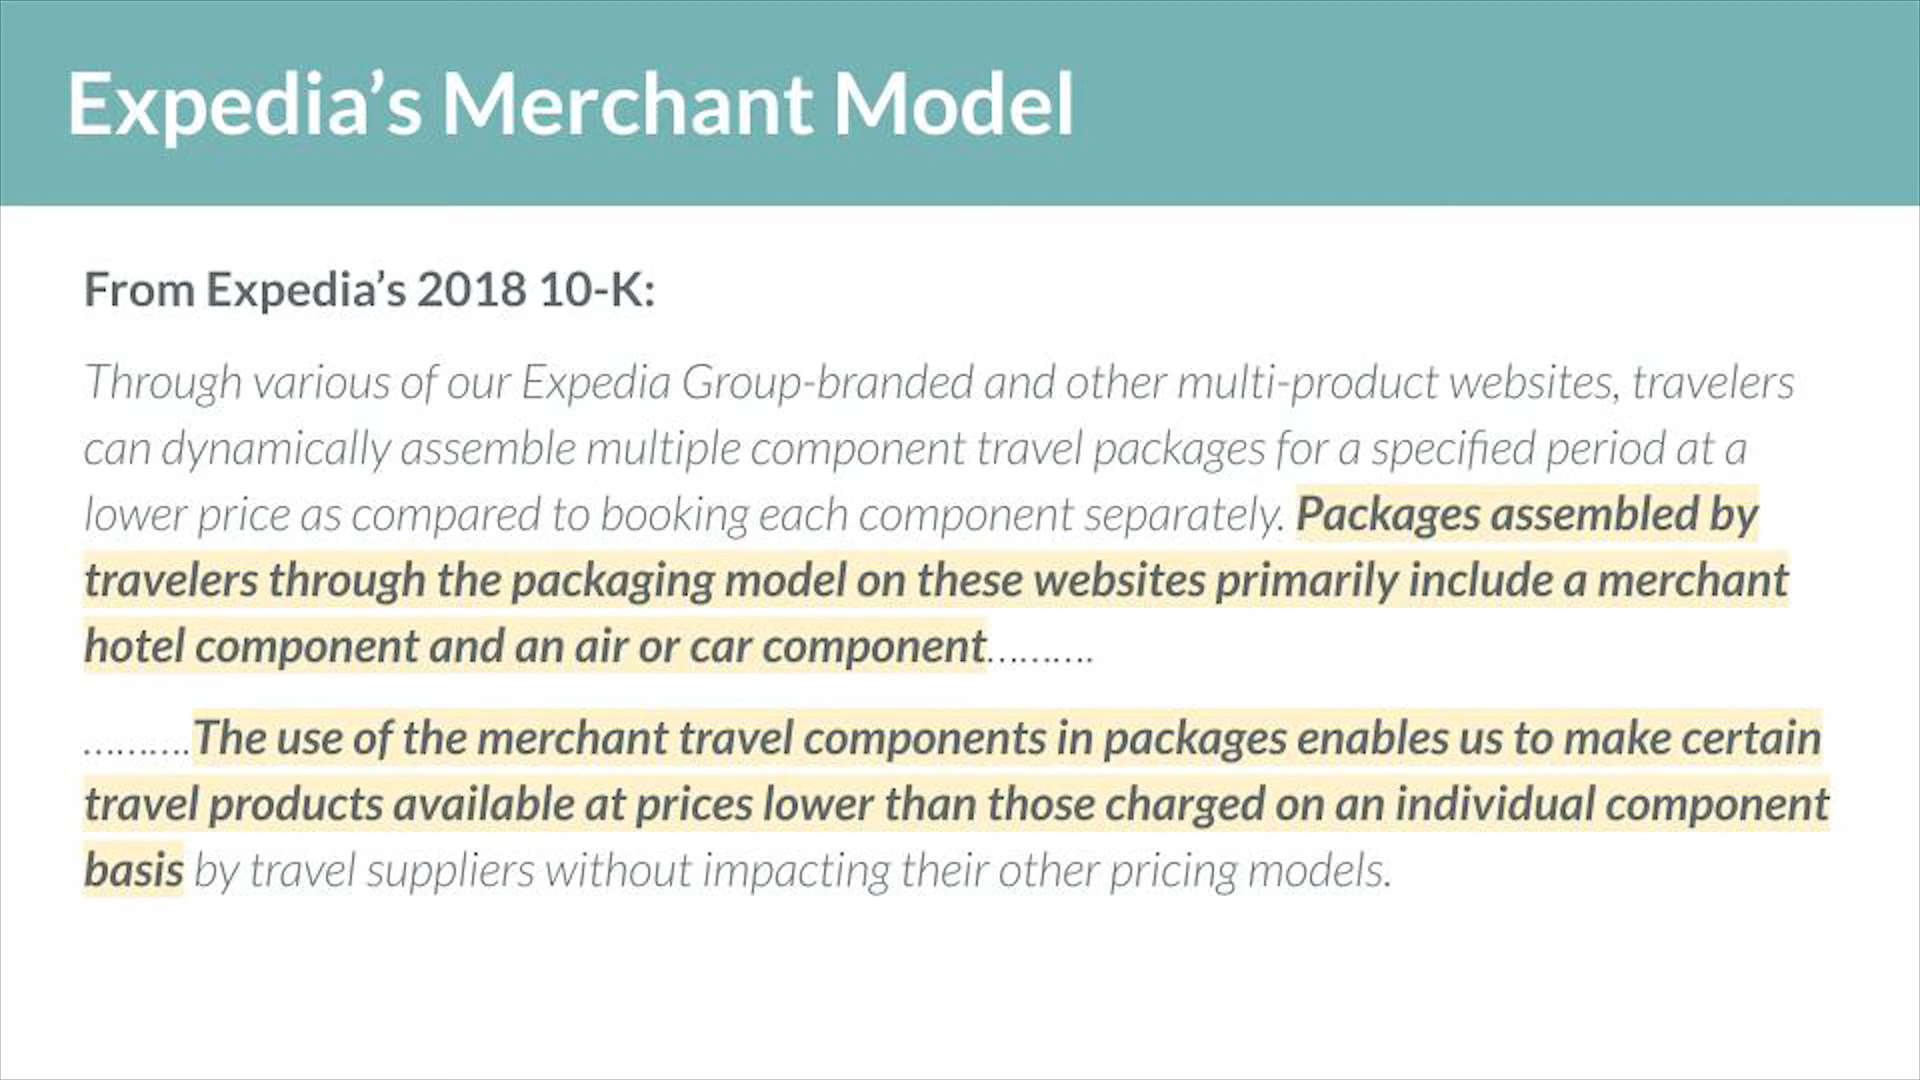 Expedia’s Merchant Model
From Expedia’s 2018 10-K:
Through various of our Expedia Group-branded and other multi-product websites, travelers
can dynamically assemble multiple component travel packages for a specified period at a
lower price as compared to booking each component separately. Packages assembled by
travelers through the packaging model on these websites primarily include a merchant
hotel component and an air or car component..........
..........The use of the merchant travel components in packages enables us to make certain
travel products available at prices lower than those charged on an individual component
basis by travel suppliers without impacting their other pricing models.